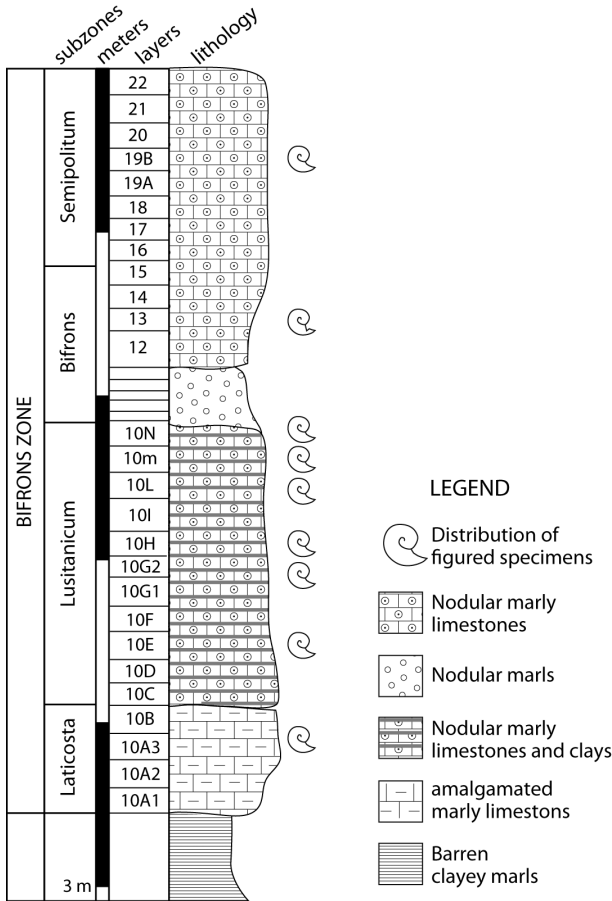 subzones
meters
layers
lithology
BIFRONS ZONE
Semipolitum
Bifrons
Lusitanicum
Laticosta
22
21
20
19B
19A
18
17
16
15
14
13
12
10N
10m
10L
10I
10H
10G2
10G1
10F
10E
10D
10C
10B
10A3
10A2
10A1
3 m
LEGEND
Distribution of
figured specimens
Nodular marly
limestones
Nodular marls
Nodular marly
limestones and clays
amalgamated
marly limestons
Barren
clayey marls